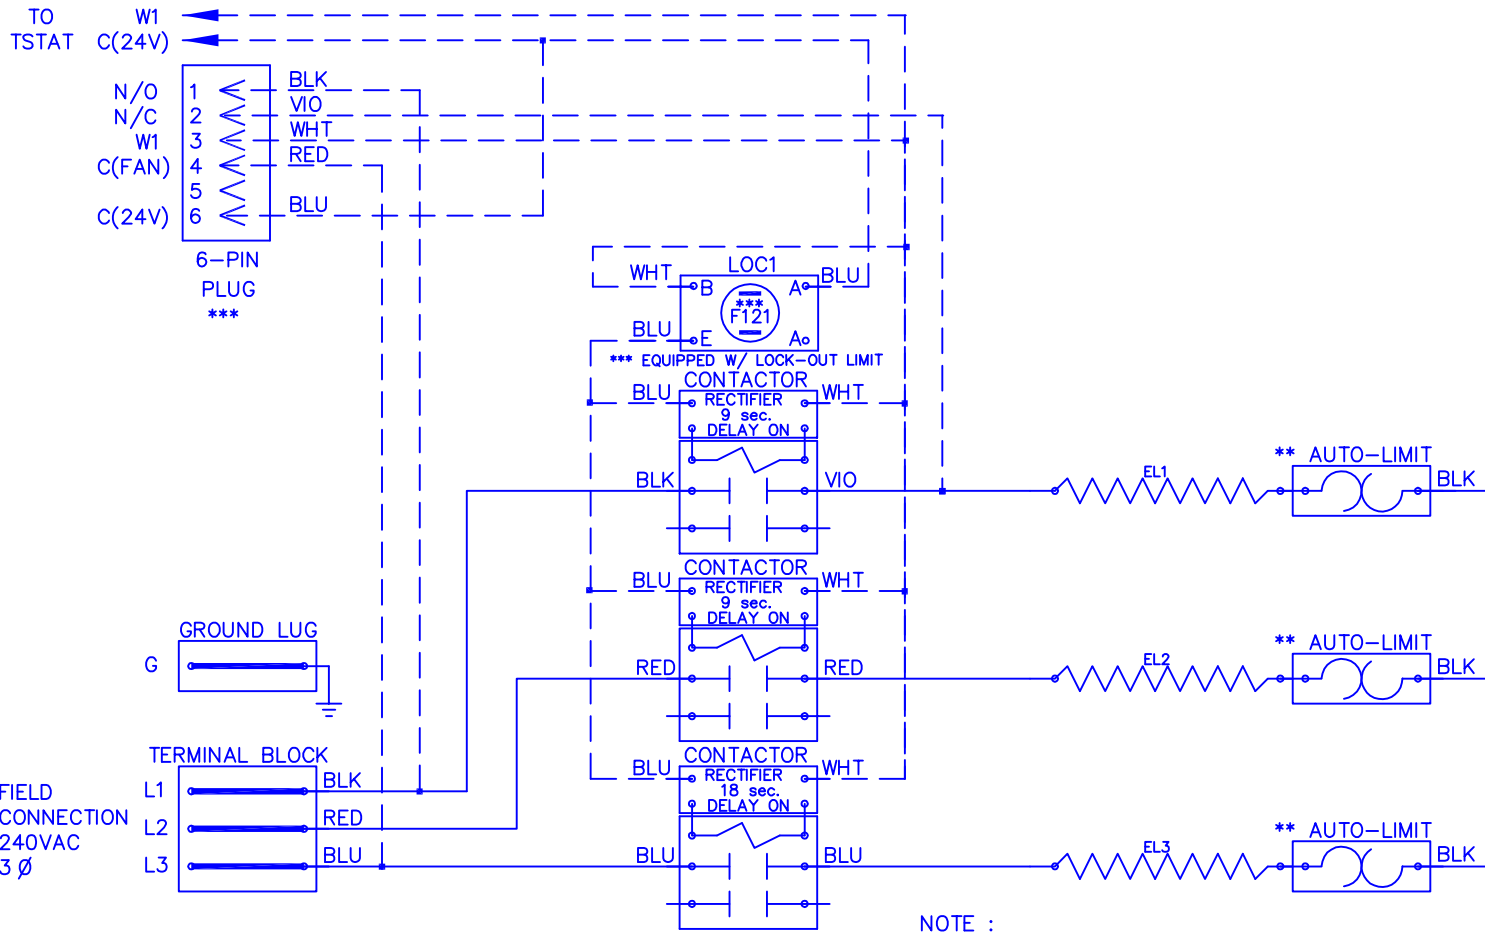 TO W1
TSTAT C(24V)
N/O 1 BLK
N/C 2 VIO
W1 3 WHT
C(FAN) 4 RED
5
C(24V) 6 BLU
6-PIN
PLUG
***
LOC1
WHT B A BLU
***
F121
BLU E A
*** EQUIPPED W/ LOCK-OUT LIMIT
CONTACTOR
BLU RECTIFIER WHT
9 sec.
DELAY ON
BLK VIO
EL1
** AUTO-LIMIT
BLK
CONTACTOR
BLU RECTIFIER WHT
9 sec.
DELAY ON
RED RED
EL2
** AUTO-LIMIT
BLK
GROUND LUG
G
TERMINAL BLOCK
FIELD
CONNECTION
240VAC
3 Ø
L1 BLK
L2 RED
L3 BLU
CONTACTOR
BLU RECTIFIER WHT
18 sec.
DELAY ON
BLU BLU
EL3
** AUTO-LIMIT
BLK
NOTE :